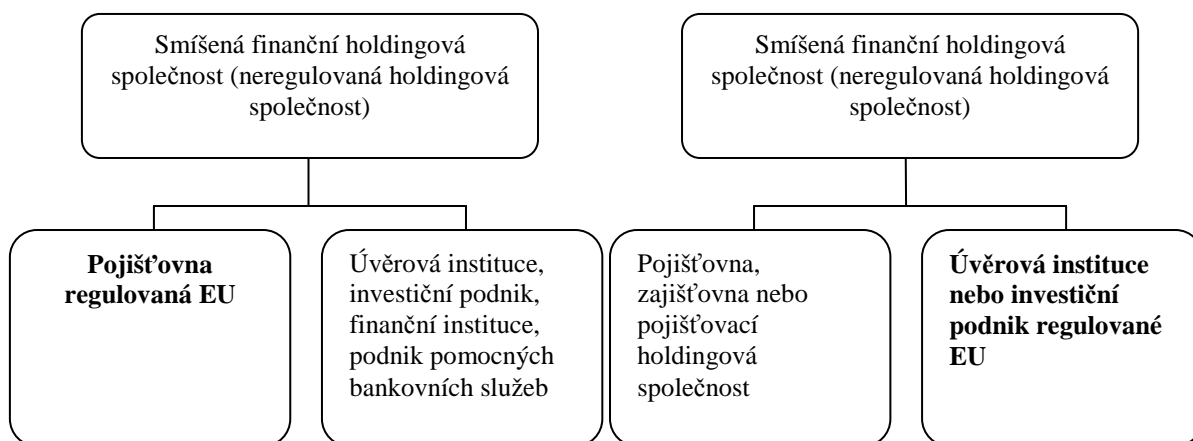 Smíšená finanční holdingová
společnost (neregulovaná holdingová
společnost)
Smíšená finanční holdingová
společnost (neregulovaná holdingová
společnost)
Pojišťovna
regulovaná EU
Úvěrová instituce,
investiční podnik,
finanční instituce,
podnik pomocných
bankovních služeb
Pojišťovna,
zajišťovna nebo
pojišťovací
holdingová
společnost
Úvěrová instituce
nebo investiční
podnik regulované
EU